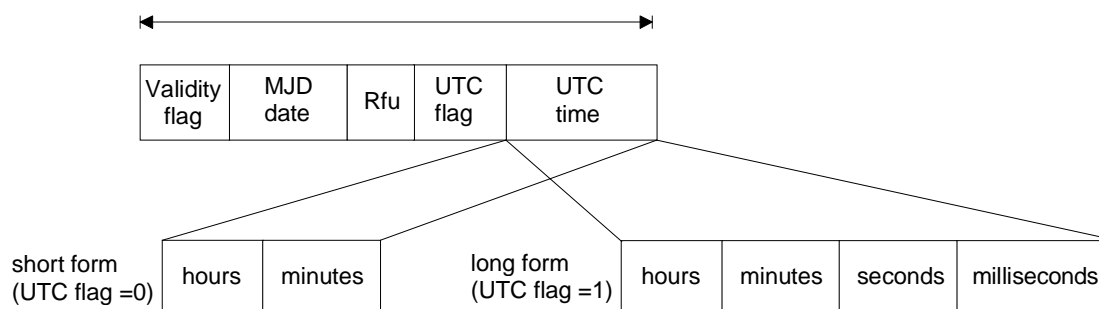 Validity flag
MJD date
Rfu
UTC flag
UTC time
short form
(UTC flag =0)
hours
minutes
long form
(UTC flag =1)
hours
minutes
seconds
milliseconds